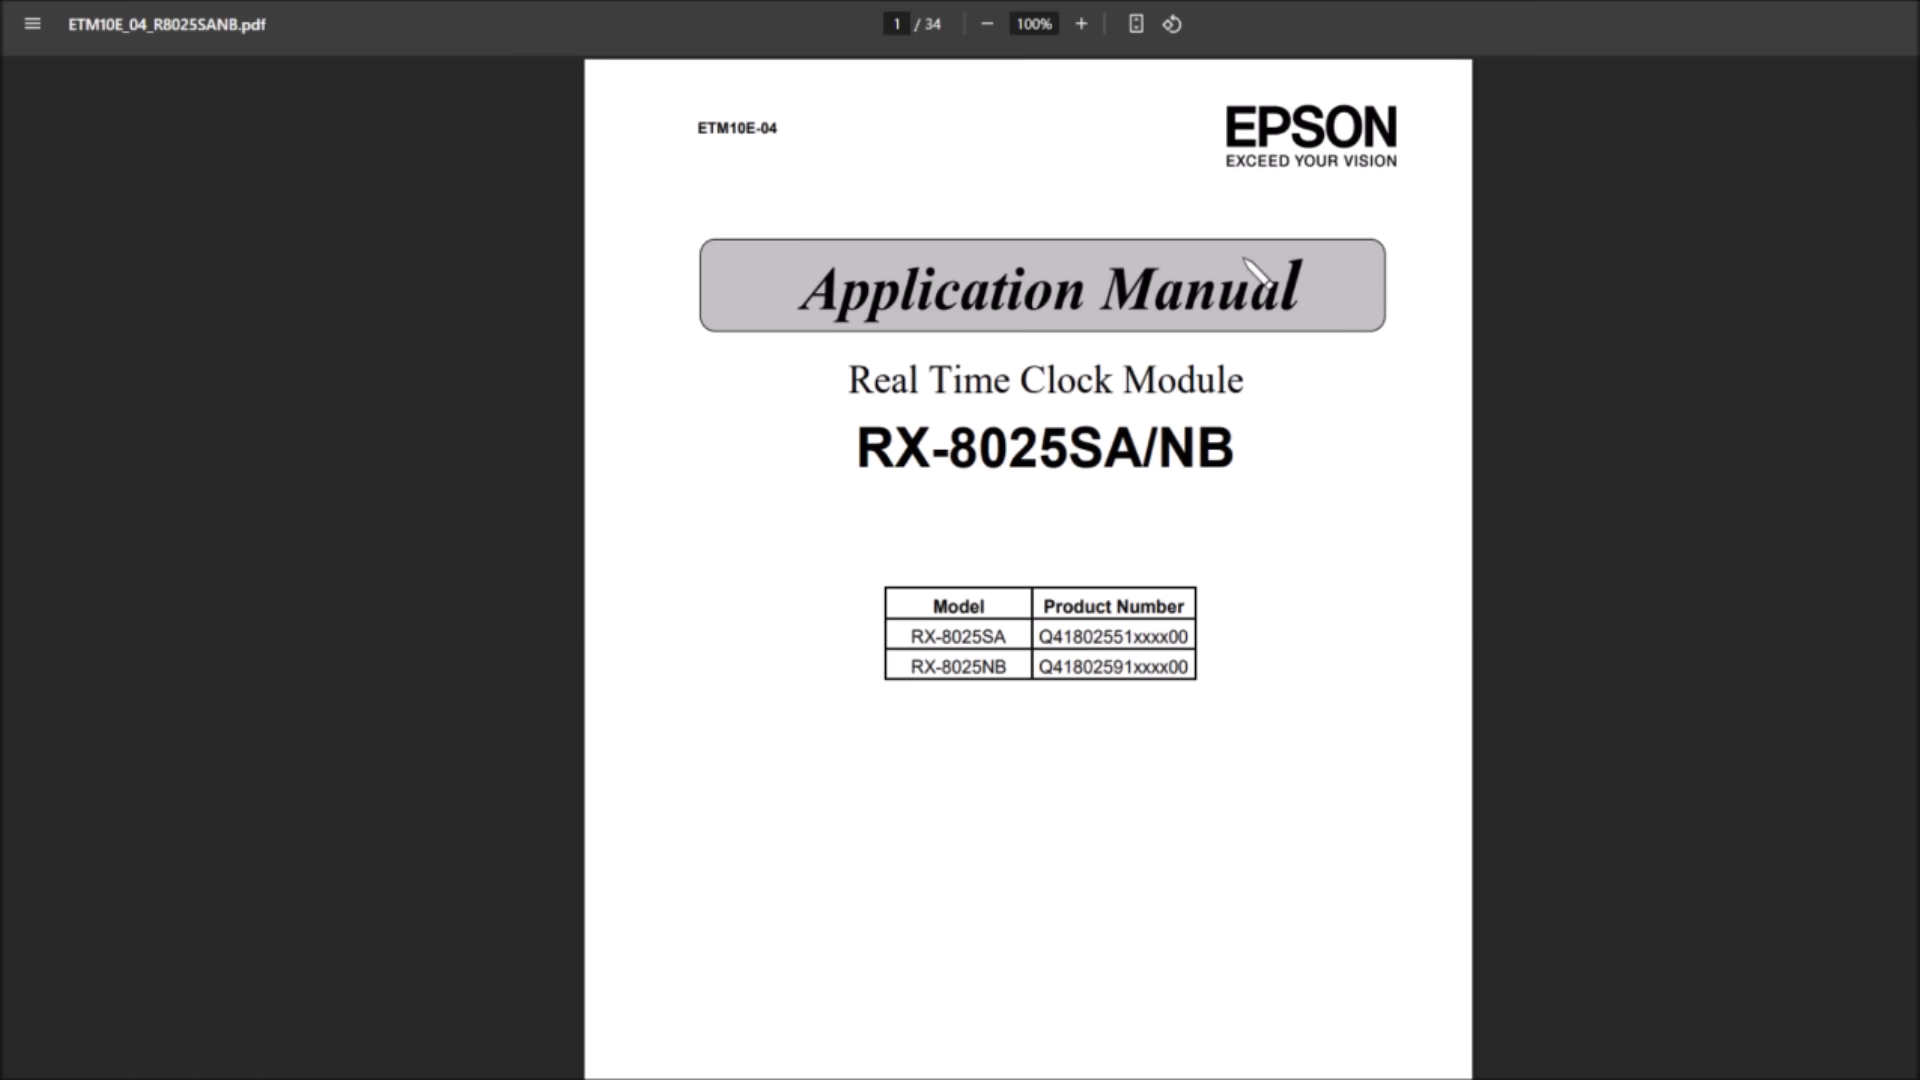 ETM10E_04_R8025SANB.pdf
1 / 34
100%
ETM10E-04
EPSON
EXCEED YOUR VISION
Application Manual
Real Time Clock Module
RX-8025SA/NB
Model Product Number
RX-8025SA Q41802551xxxx00
RX-8025NB Q41802591xxxx00